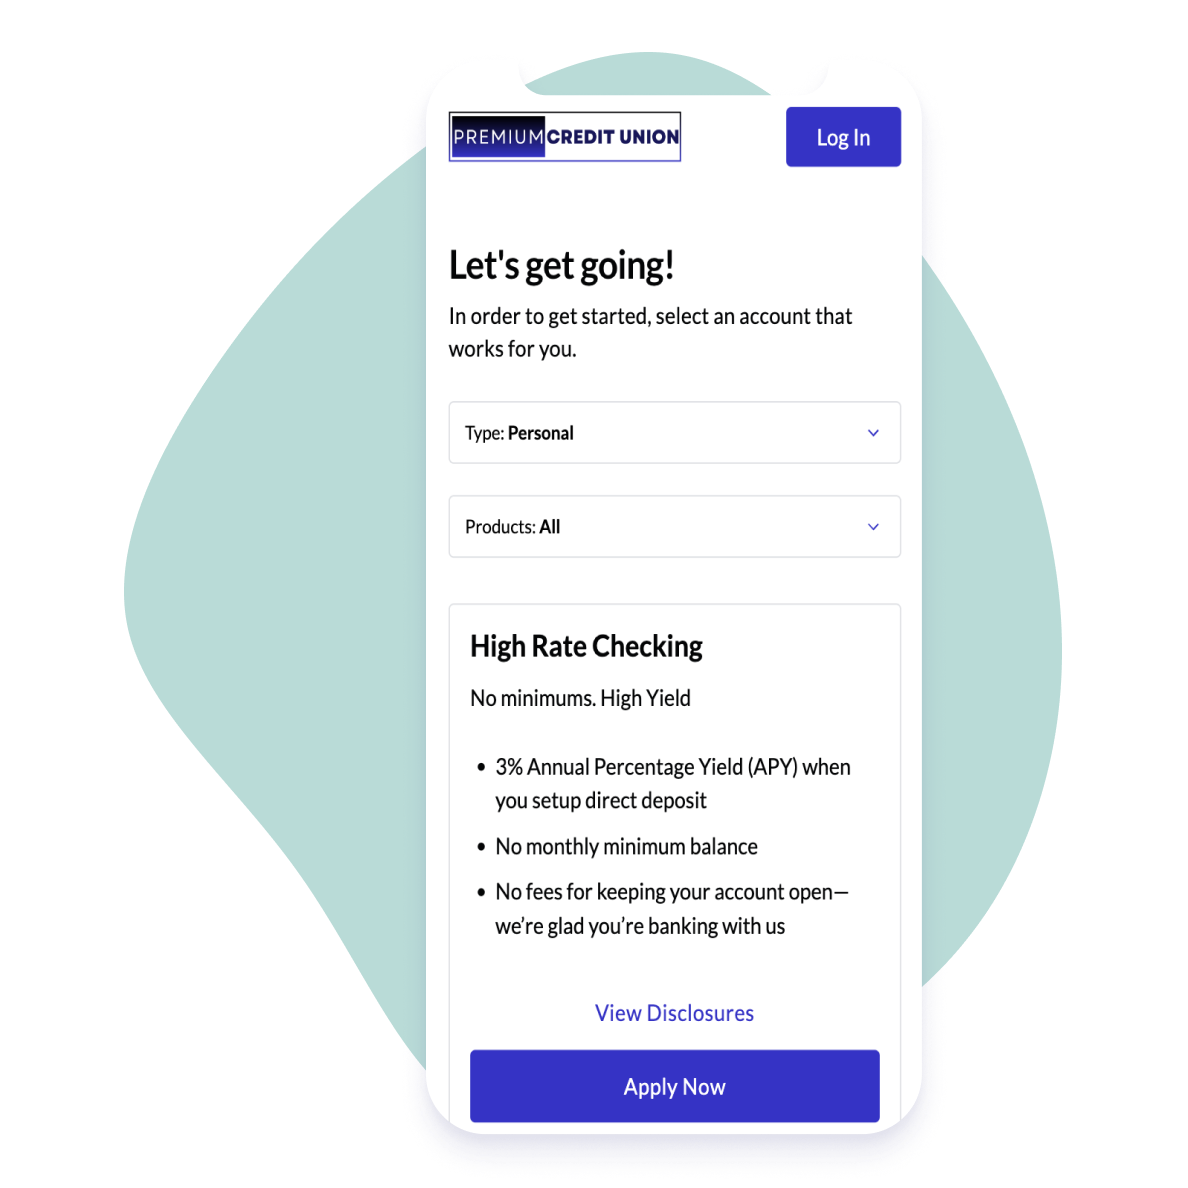 PREMIUMCREDIT UNION
Log In
Let's get going!
In order to get started, select an account that
works for you.
Type: Personal
Products: All
High Rate Checking
No minimums. High Yield
• 3% Annual Percentage Yield (APY) when
you setup direct deposit
• No monthly minimum balance
• No fees for keeping your account open—
we’re glad you’re banking with us
View Disclosures
Apply Now